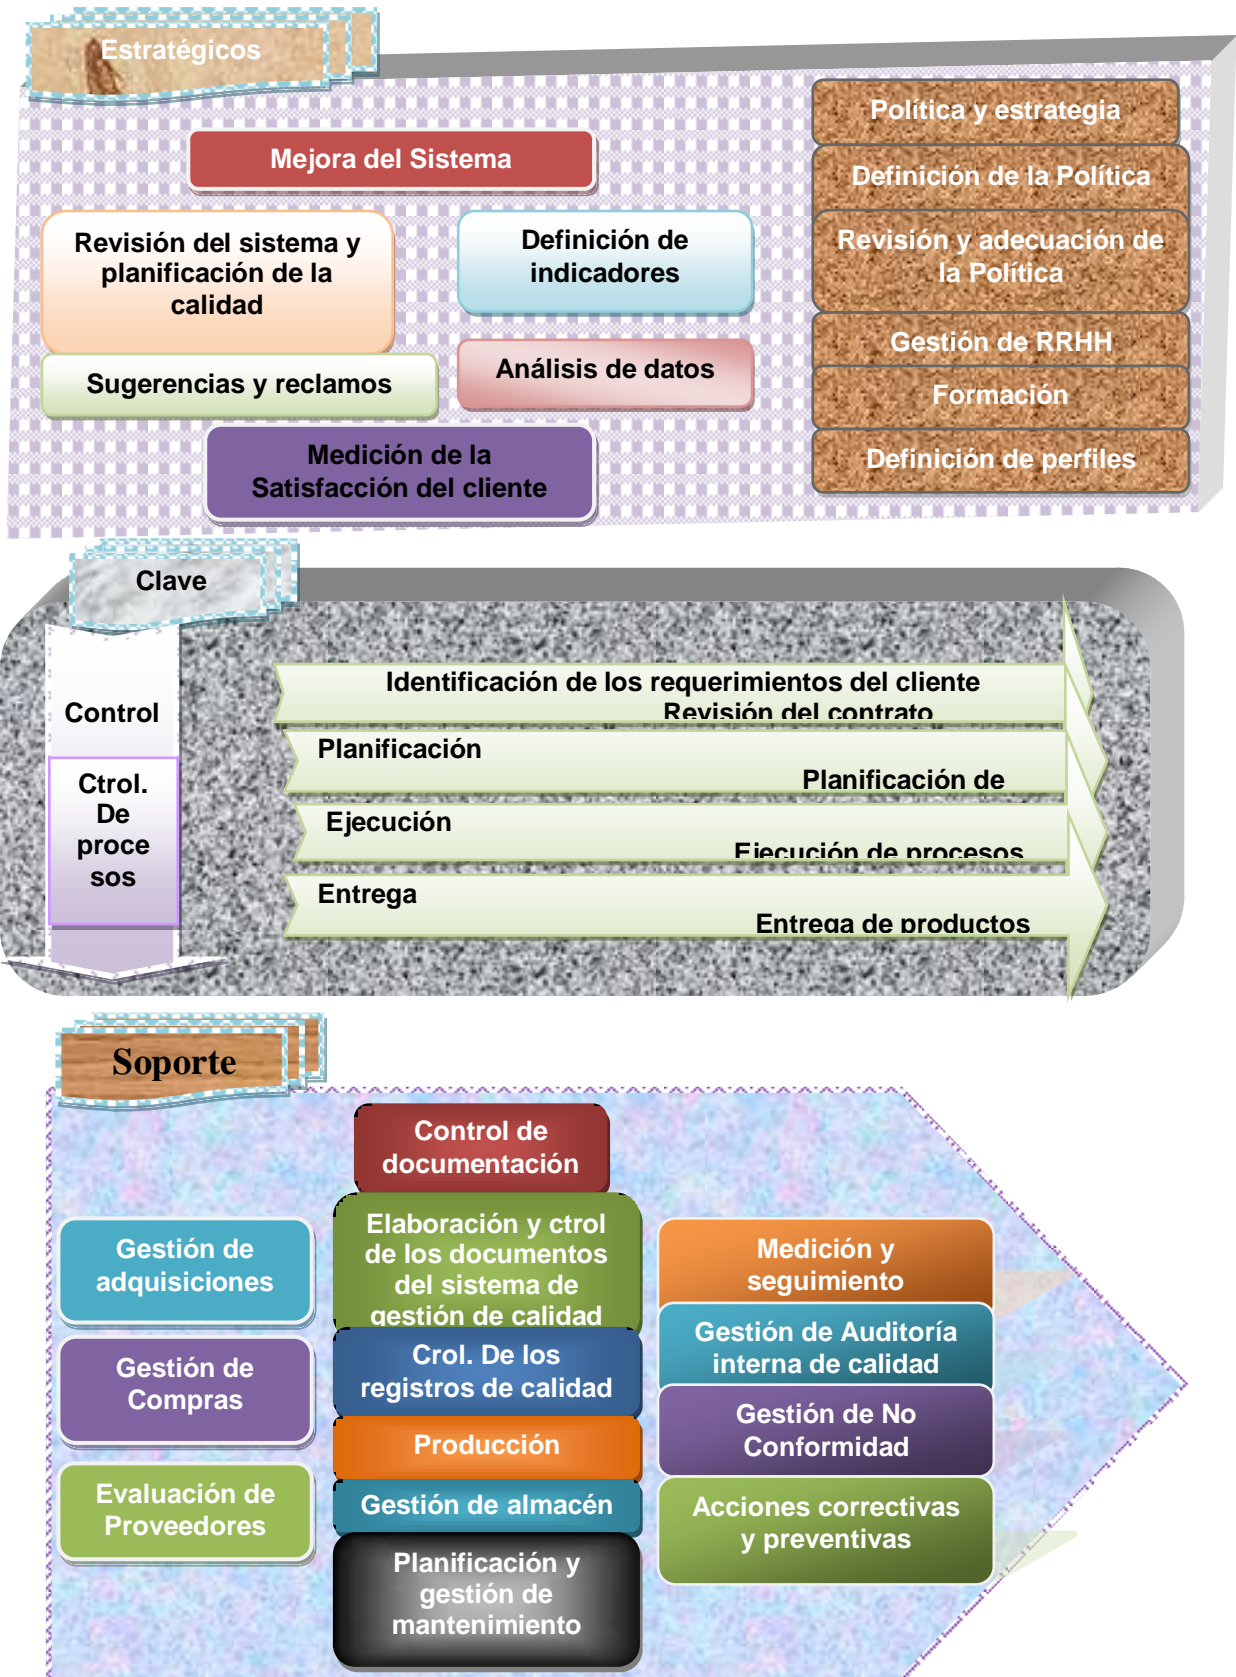 Estratégicos
Mejora del Sistema
Revisión del sistema y
planificación de la
calidad
Definición de
indicadores
Sugerencias y reclamos
Análisis de datos
Medición de la
Satisfacción del cliente
Política y estrategia
Definición de la Política
Revisión y adecuación de
la Política
Gestión de RRHH
Formación
Definición de perfiles
Clave
Control
Ctrol.
De
proce
sos
Identificación de los requerimientos del cliente
Revisión del contrato
Planificación
Planificación de
Ejecución
Ejecución de procesos
Entrega
Entrega de productos
Soporte
Gestión de
adquisiciones
Gestión de
Compras
Evaluación de
Proveedores
Control de
documentación
Elaboración y ctrol
de los documentos
del sistema de
gestión de calidad
Crol. De los
registros de calidad
Producción
Gestión de almacén
Planificación y
gestión de
mantenimiento
Medición y
seguimiento
Gestión de Auditoría
interna de calidad
Gestión de No
Conformidad
Acciones correctivas
y preventivas